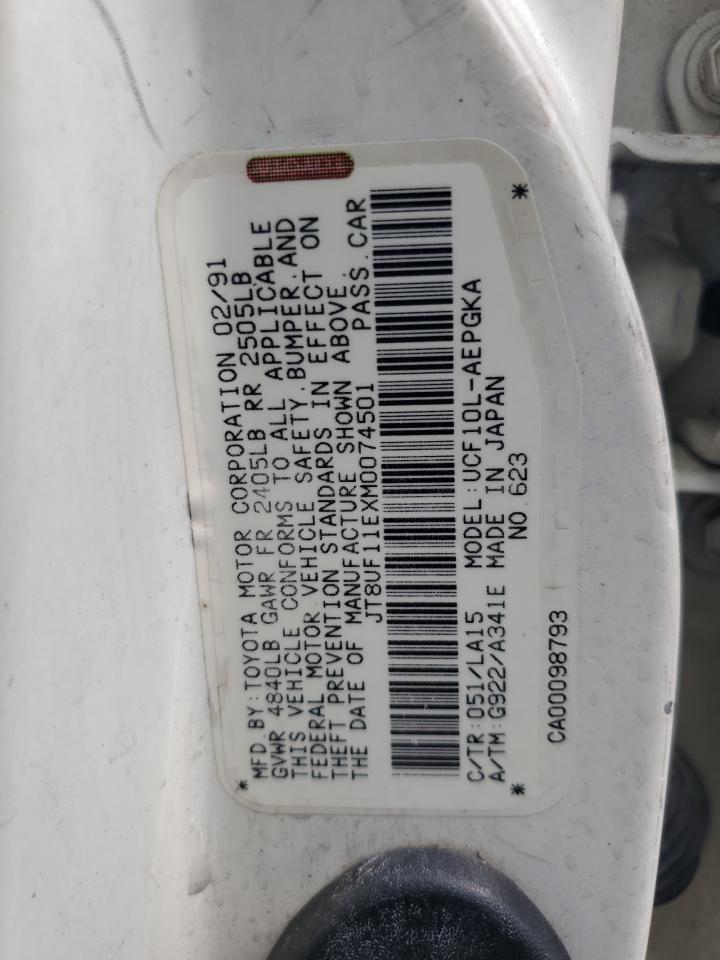 MFD.BY:TOYOTA MOTOR CORPORATION 02/91
GVWR 4840LB GAWR FR 2405LB RR 2505LB
THIS VEHICLE CONFORMS TO ALL APPLICABLE
FEDERAL MOTOR VEHICLE SAFETY, BUMPER, AND
THEFT PREVENTION STANDARDS IN EFFECT ON
THE DATE OF MANUFACTURE SHOWN ABOVE.
JT8UF11EXM0074501 PASS. CAR
C/TR:051/LA15 MODEL:UCF10L-AEPGKA
A/TM:G922/A341E MADE IN JAPAN
NO.623
CA00098793